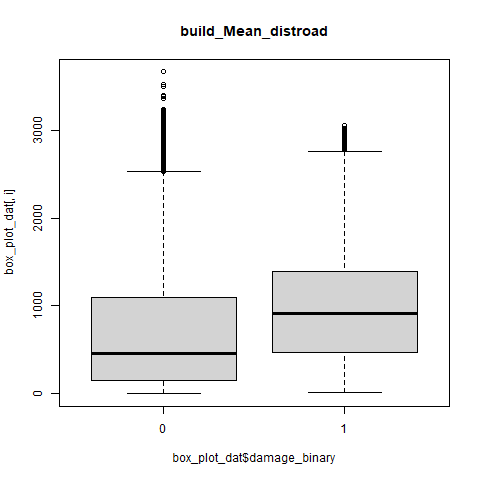 build_Mean_distroad
box_plot_dat[, i]
3000
2000
1000
0
0 1
box_plot_dat$damage_binary